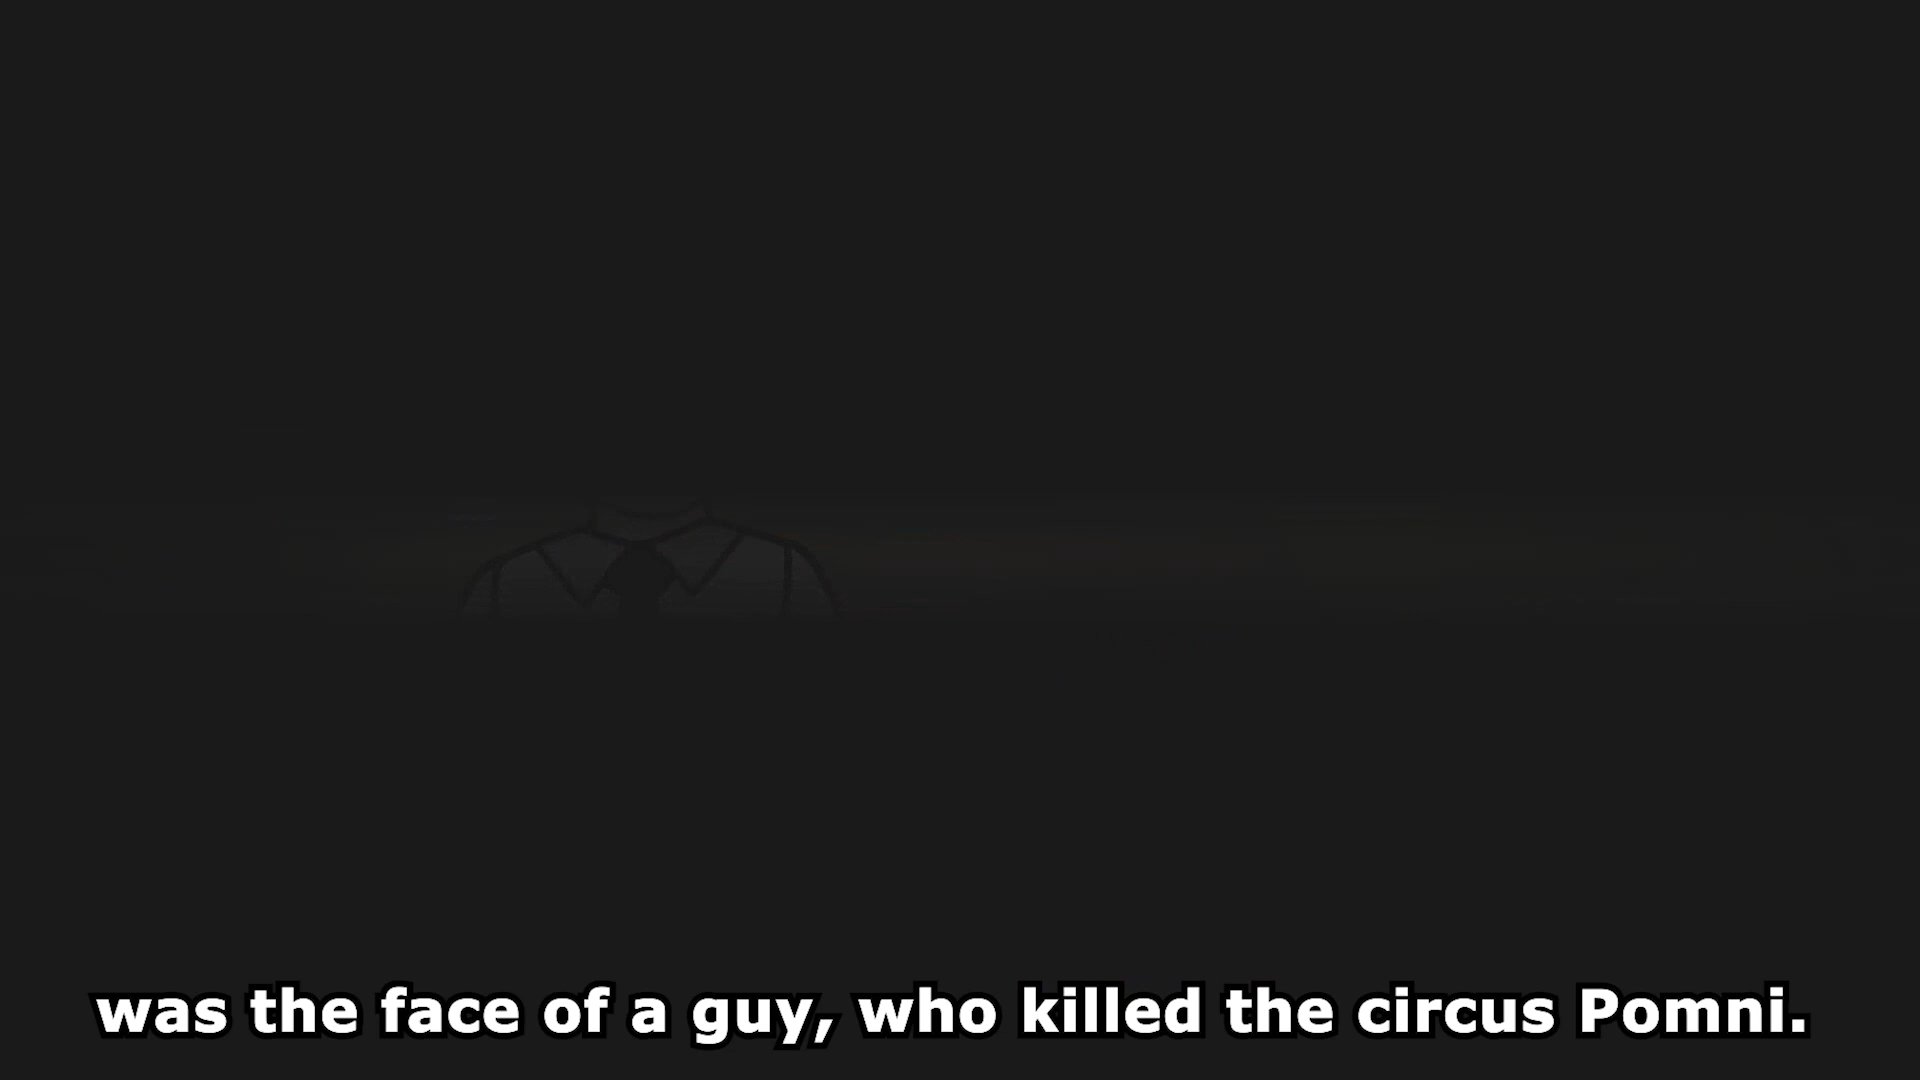 was the face of a guy, who killed the circus Pomni.